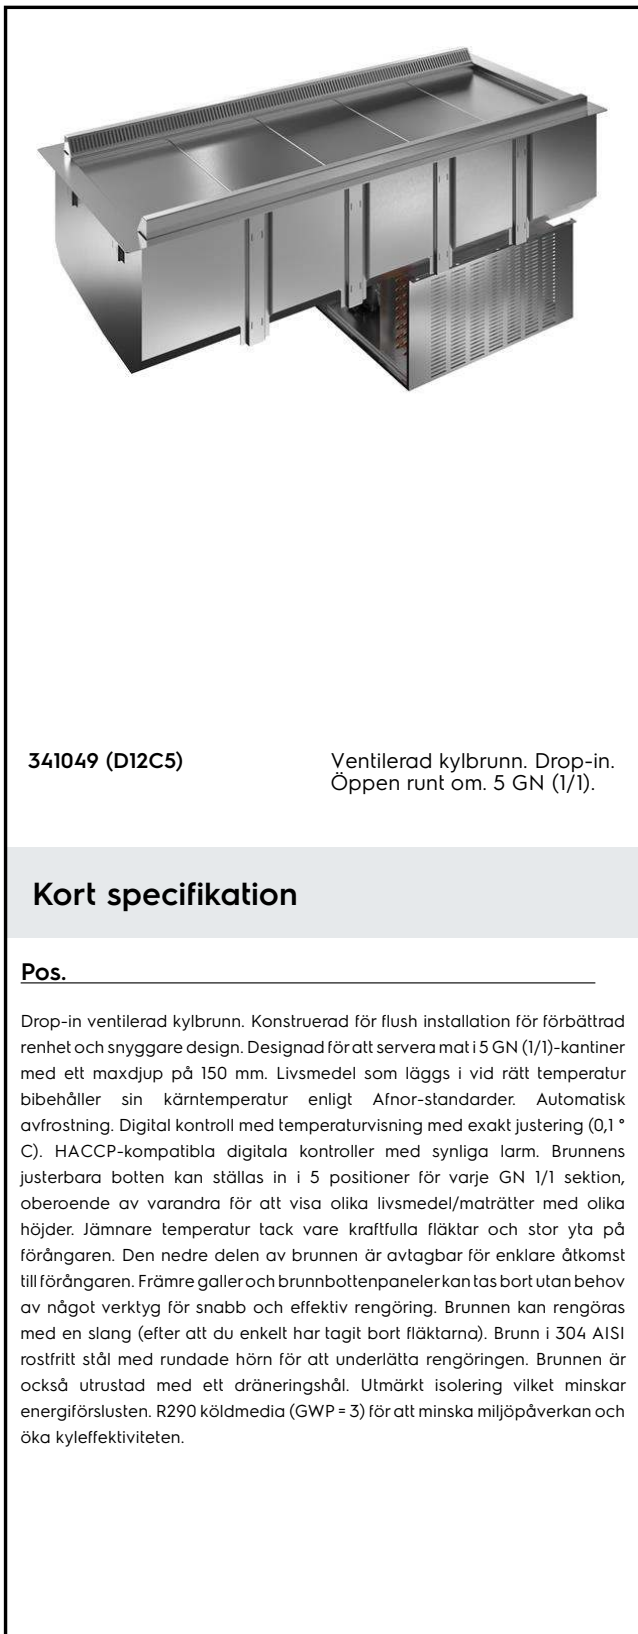 341049 (D12C5)
Ventilerad kylbrunn. Drop-in.
Öppen runt om. 5 GN (1/1).
Kort specifikation
Pos.
Drop-in ventilerad kylbrunn. Konstruerad för flush installation för förbättrad
renhet och snyggare design. Designad för att servera mat i 5 GN (1/1)-kantiner
med ett maxdjup på 150 mm. Livsmedel som läggs i vid rätt temperatur
bibehåller sin kärntemperatur enligt Afnor-standarder. Automatisk
avfrostning. Digital kontroll med temperaturvisning med exakt justering (0,1 °
C). HACCP-kompatibla digitala kontroller med synliga larm. Brunnens
justerbara botten kan ställas in i 5 positioner för varje GN 1/1 sektion,
oberoende av varandra för att visa olika livsmedel/maträtter med olika
höjder. Jämnare temperatur tack vare kraftfulla fläktar och stor yta på
förångaren. Den nedre delen av brunnen är avtagbar för enklare åtkomst
till förångaren. Främre galler och brunnbottenpaneler kan tas bort utan behov
av något verktyg för snabb och effektiv rengöring. Brunnen kan rengöras
med en slang (efter att du enkelt har tagit bort fläktarna). Brunn i 304 AISI
rostfritt stål med rundade hörn för att underlätta rengöringen. Brunnen är
också utrustad med ett dräneringshål. Utmärkt isolering vilket minskar
energiförslusten. R290 köldmedia (GWP = 3) för att minska miljöpåverkan och
öka kyleffektiviteten.